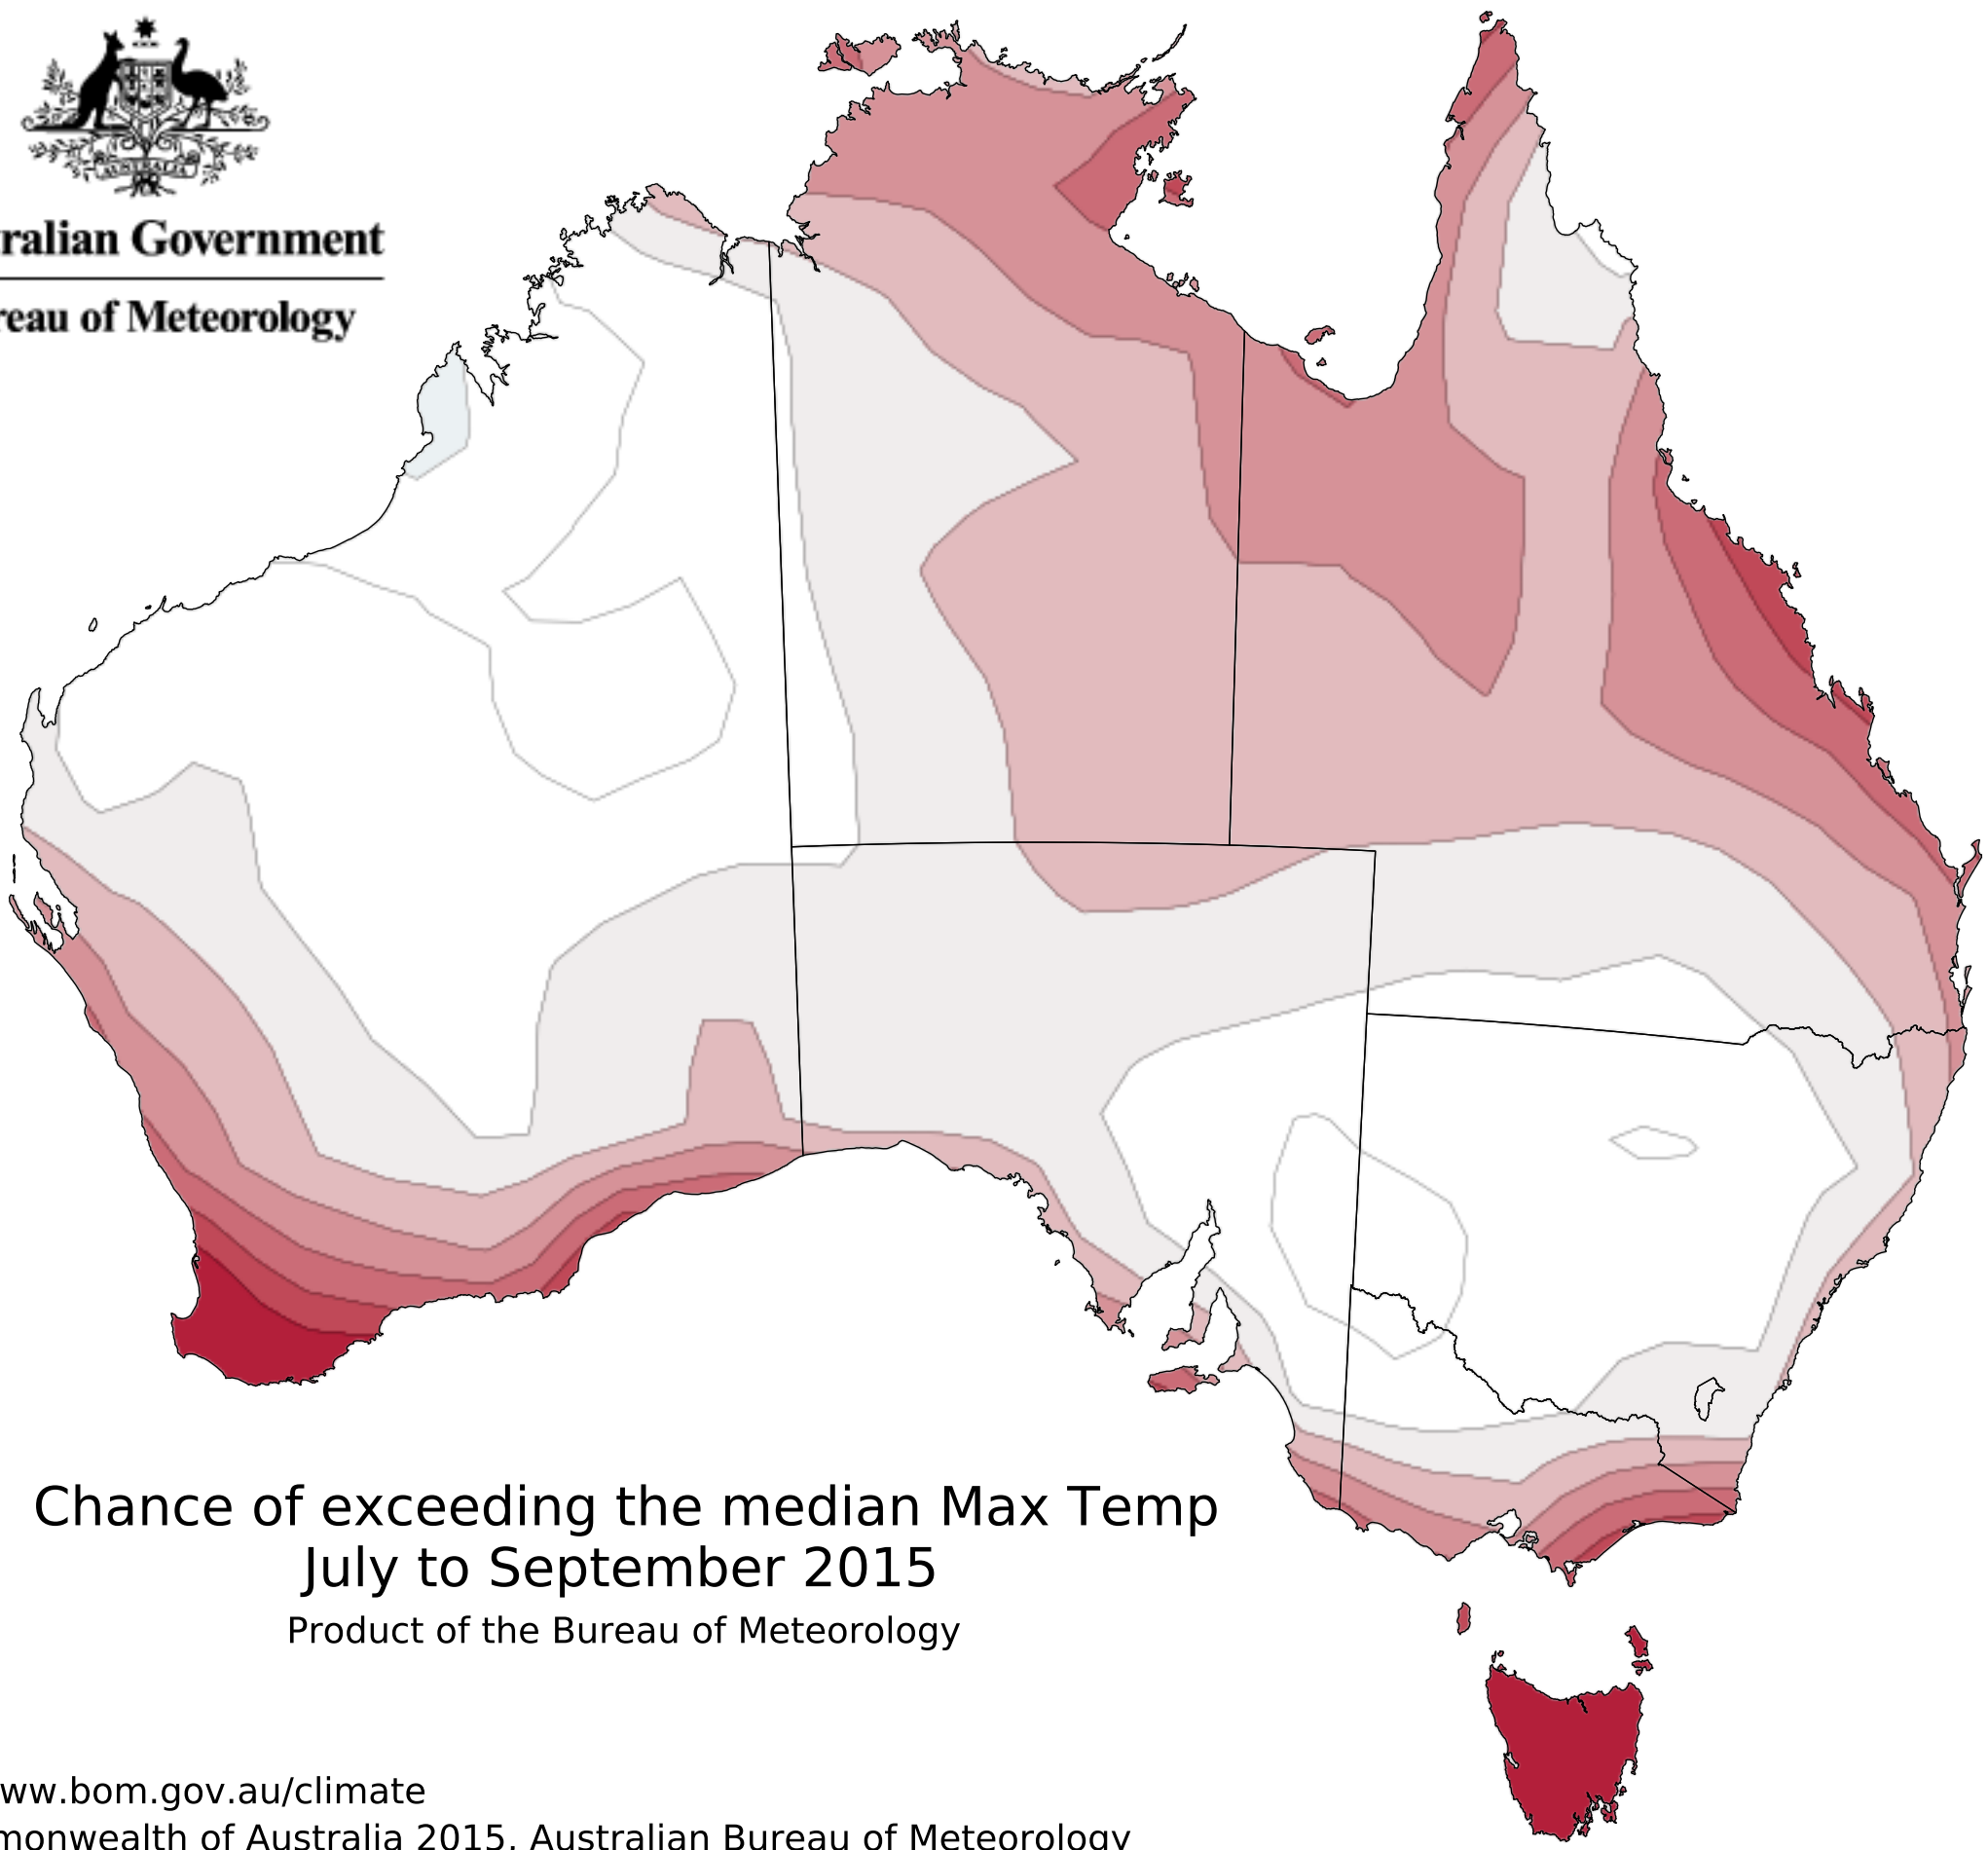 AUSTRALIA
ralian Government
reau of Meteorology
Chance of exceeding the median Max Temp
July to September 2015
Product of the Bureau of Meteorology
ww.bom.gov.au/climate
monwealth of Australia 2015, Australian Bureau of Meteorology